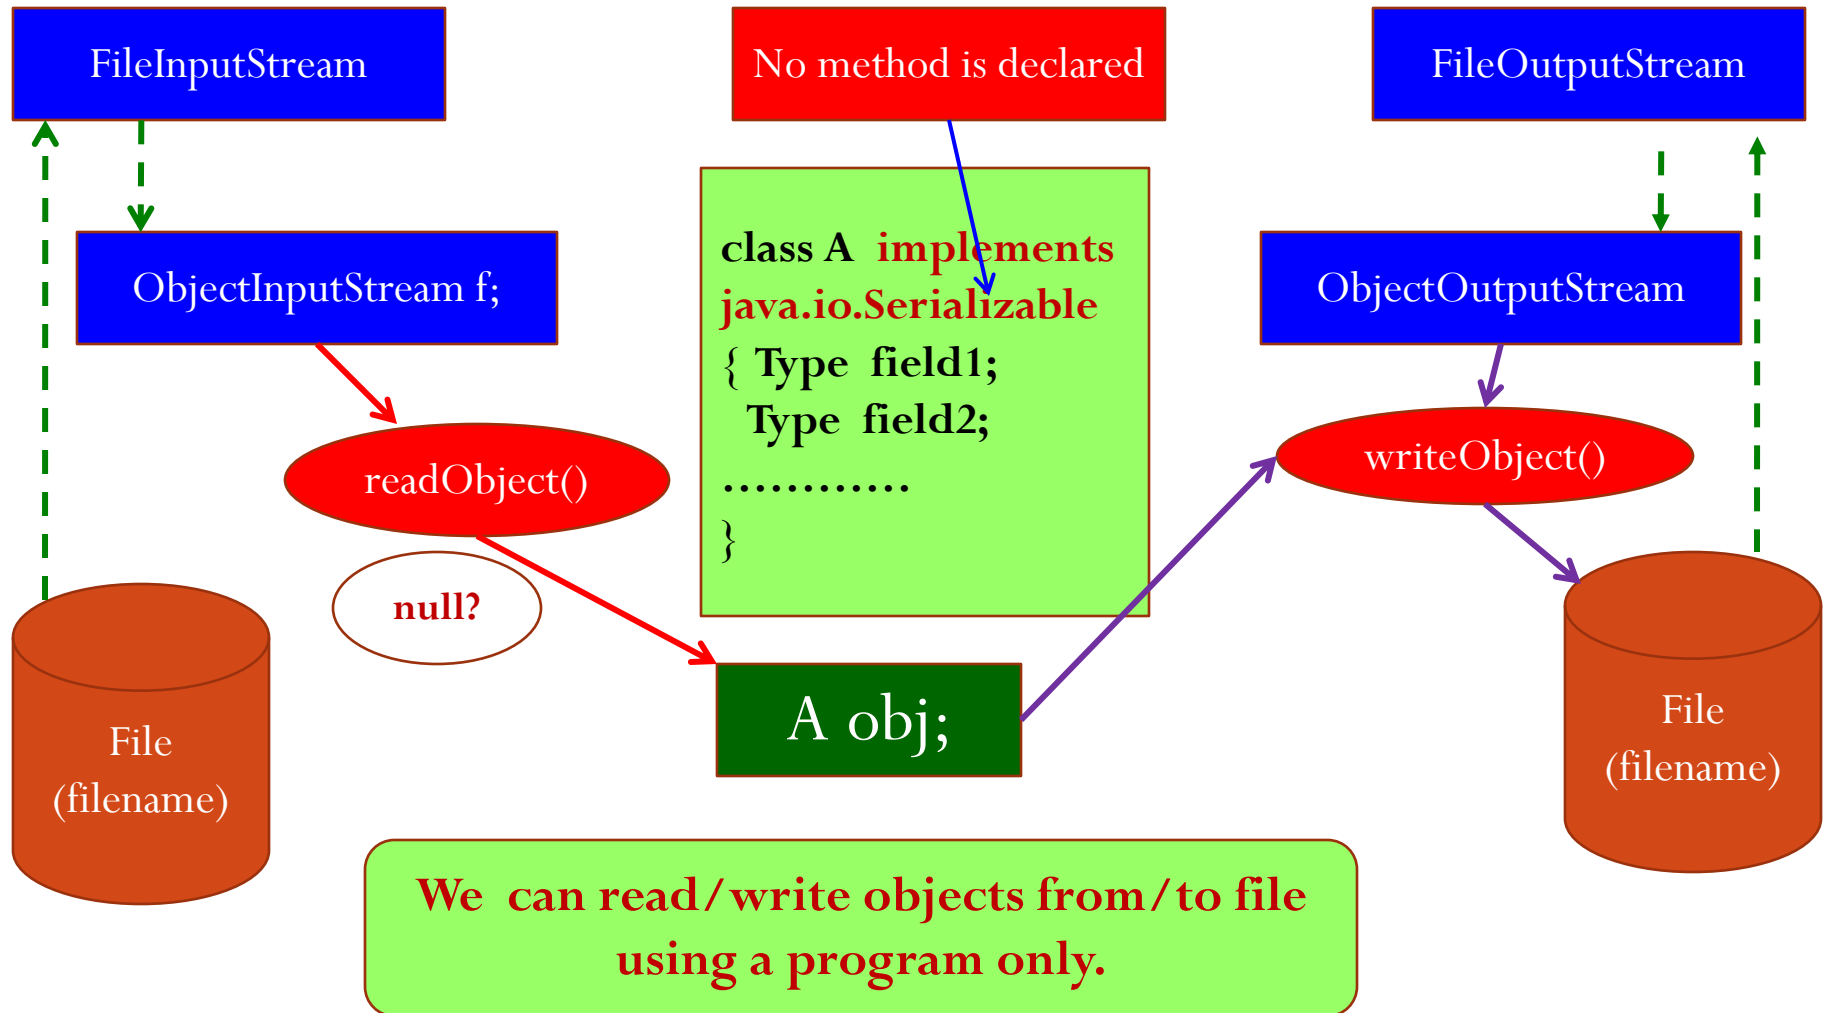 FileInputStream
No method is declared
FileOutputStream
ObjectInputStream f;
class A  implements
java.io.Serializable
{ Type  field1;
Type  field2;
…………
}
ObjectOutputStream
readObject()
writeObject()
null?
A obj;
File
(filename)
File
(filename)
We  can read/write objects from/to file
using a program only.